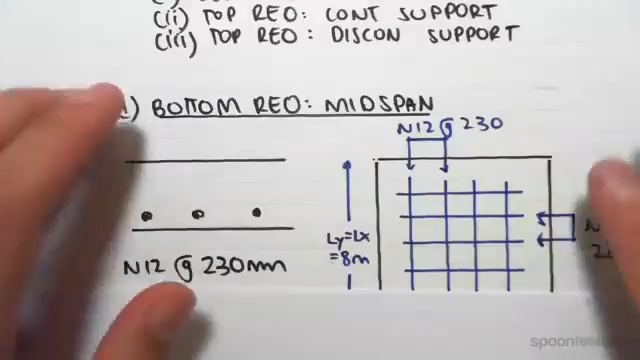 (ii) TOP REO: CONT SUPPORT
(iii) TOP REO: DISCON SUPPORT
) BOTTOM REO: MIDSPAN
N12 @ 230
Ly=Lx
=8m
N12 @ 230mm